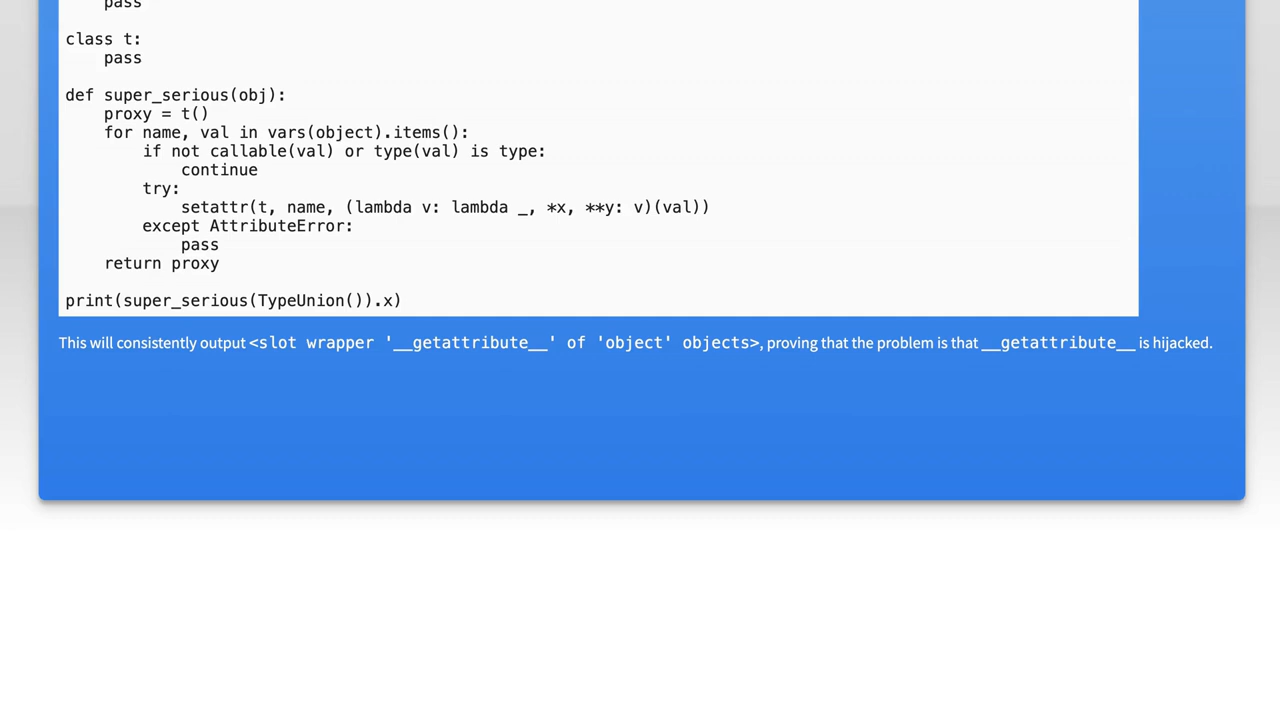 pass
class t:
pass
def super_serious(obj):
proxy = t()
for name, val in vars(object).items():
if not callable(val) or type(val) is type:
continue
try:
setattr(t, name, (lambda v: lambda _, *x, **y: v)(val))
except AttributeError:
pass
return proxy
print(super_serious(TypeUnion()).x)
This will consistently output <slot wrapper '__getattribute__' of 'object' objects>, proving that the problem is that __getattribute__ is hijacked.